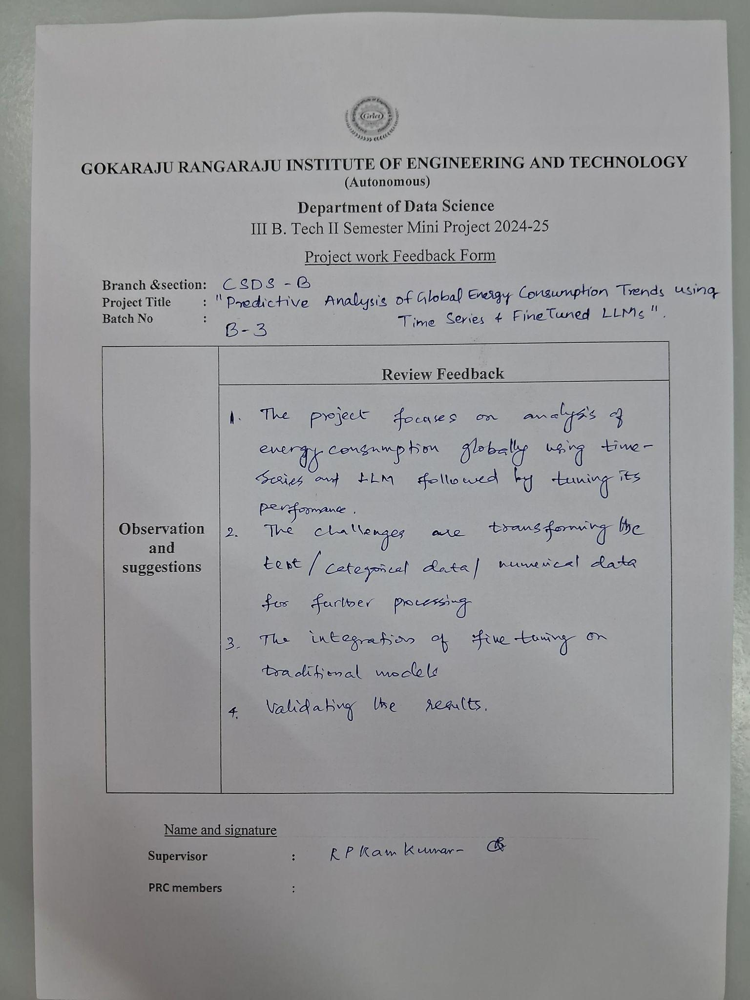 Griet
GOKARAJU RANGARAJU INSTITUTE OF ENGINEERING AND TECHNOLOGY
(Autonomous)
Department of Data Science
III B. Tech II Semester Mini Project 2024-25
Project work Feedback Form
Branch &section: CSDS - B
Project Title : "Predictive Analysis of Global Energy Consumption Trends using
Time Series & FineTuned LLMs".
Batch No :
B-3
Review Feedback
Observation
and
suggestions
1. The project focuses on analysis of
energy consumption globally using time-
series and LLM followed by tuning its
performance.
2. The challenges are transforming the
text / categorical data / numerical data
for further processing
3. The integration of fine tuning on
traditional models
4. Validating the results.
Name and signature
Supervisor : R P Ram Kumar-
PRC members :